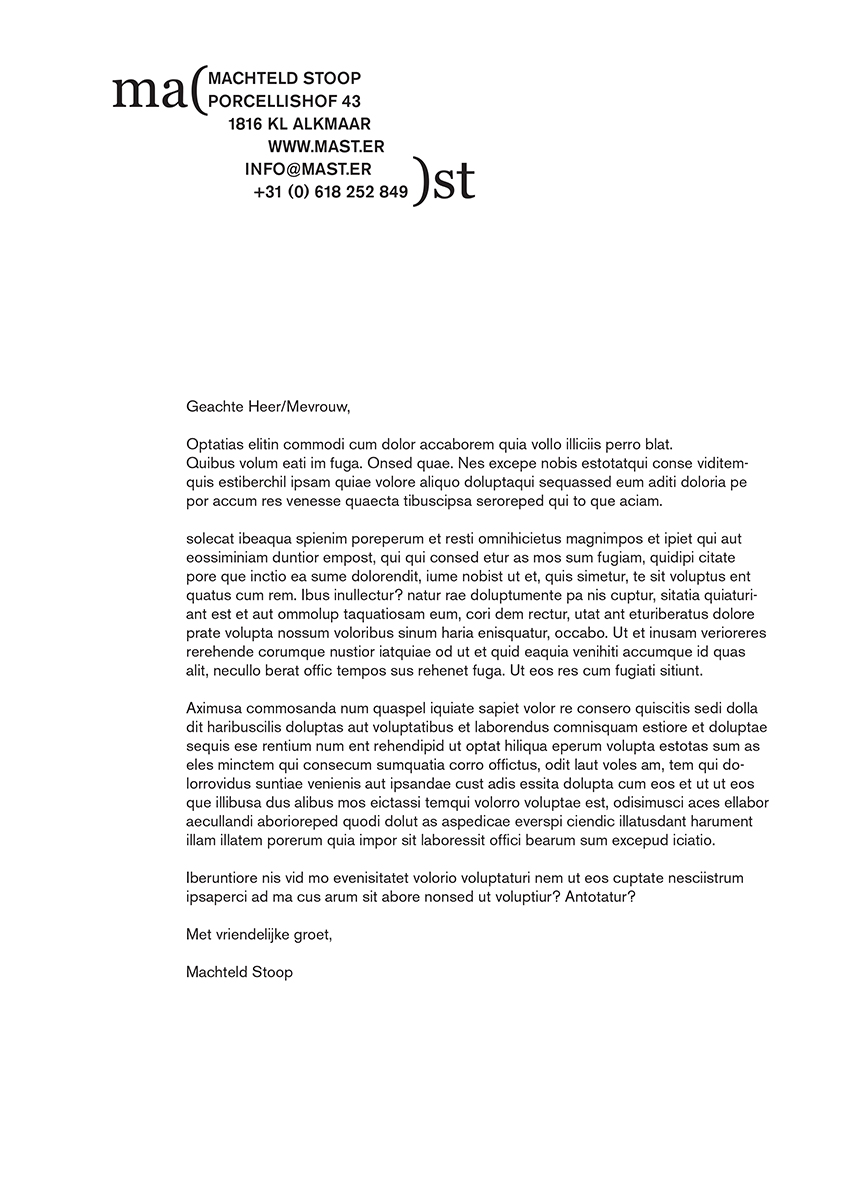 ma(MACHTELD STOOP
PORCELLISHOF 43
1816 KL ALKMAAR
WWW.MAST.ER
INFO@MAST.ER
+31 (0) 618 252 849 )st
Geachte Heer/Mevrouw,
Optatias elitin commodi cum dolor accaborem quia vollo illiciis perro blat.
Quibus volum eati im fuga. Onsed quae. Nes excepe nobis estotatqui conse viditem-
quis estiberchil ipsam quiae volore aliquo doluptaqui sequassed eum aditi doloria pe
por accum res venesse quaecta tibuscipsa seroreped qui to que aciam.
solecat ibeaqua spienim poreperum et resti omnihicietus magnimpos et ipiet qui aut
eossiminiam duntior empost, qui qui consed etur as mos sum fugiam, quidipi citate
pore que inctio ea sume dolorendit, iume nobist ut et, quis simetur, te sit voluptus ent
quatus cum rem. Ibus inullectur? natur rae doluptumente pa nis cuptur, sitatia quiaturi-
ant est et aut ommolup taquatiosam eum, cori dem rectur, utat ant eturiberatus dolore
prate volupta nossum voloribus sinum haria enisquatur, occabo. Ut et inusam verioreres
rerehende corumque nustior iatquiae od ut et quid eaquia venihiti accumque id quas
alit, necullo berat offic tempos sus rehenet fuga. Ut eos res cum fugiati sitiunt.
Aximusa commosanda num quaspel iquiate sapiet volor re consero quiscitis sedi dolla
dit haribuscilis doluptas aut voluptatibus et laborendus comnisquam estiore et doluptae
sequis ese rentium num ent rehendipid ut optat hiliqua eperum volupta estotas sum as
eles minctem qui consecum sumquatia corro offictus, odit laut voles am, tem qui do-
lorrovidus suntiae venienis aut ipsandae cust adis essita dolupta cum eos et ut ut eos
que illibusa dus alibus mos eictassi temqui volorro voluptae est, odisimusci aces ellabor
aecullandi aborioreped quodi dolut as aspedicae everspi ciendic illatusdant harument
illam illatem porerum quia impor sit laboressit offici bearum sum excepud iciatio.
Iberuntiore nis vid mo evenisitatet volorio voluptaturi nem ut eos cuptate nesciistrum
ipsaperci ad ma cus arum sit abore nonsed ut voluptiur? Antotatur?
Met vriendelijke groet,
Machteld Stoop